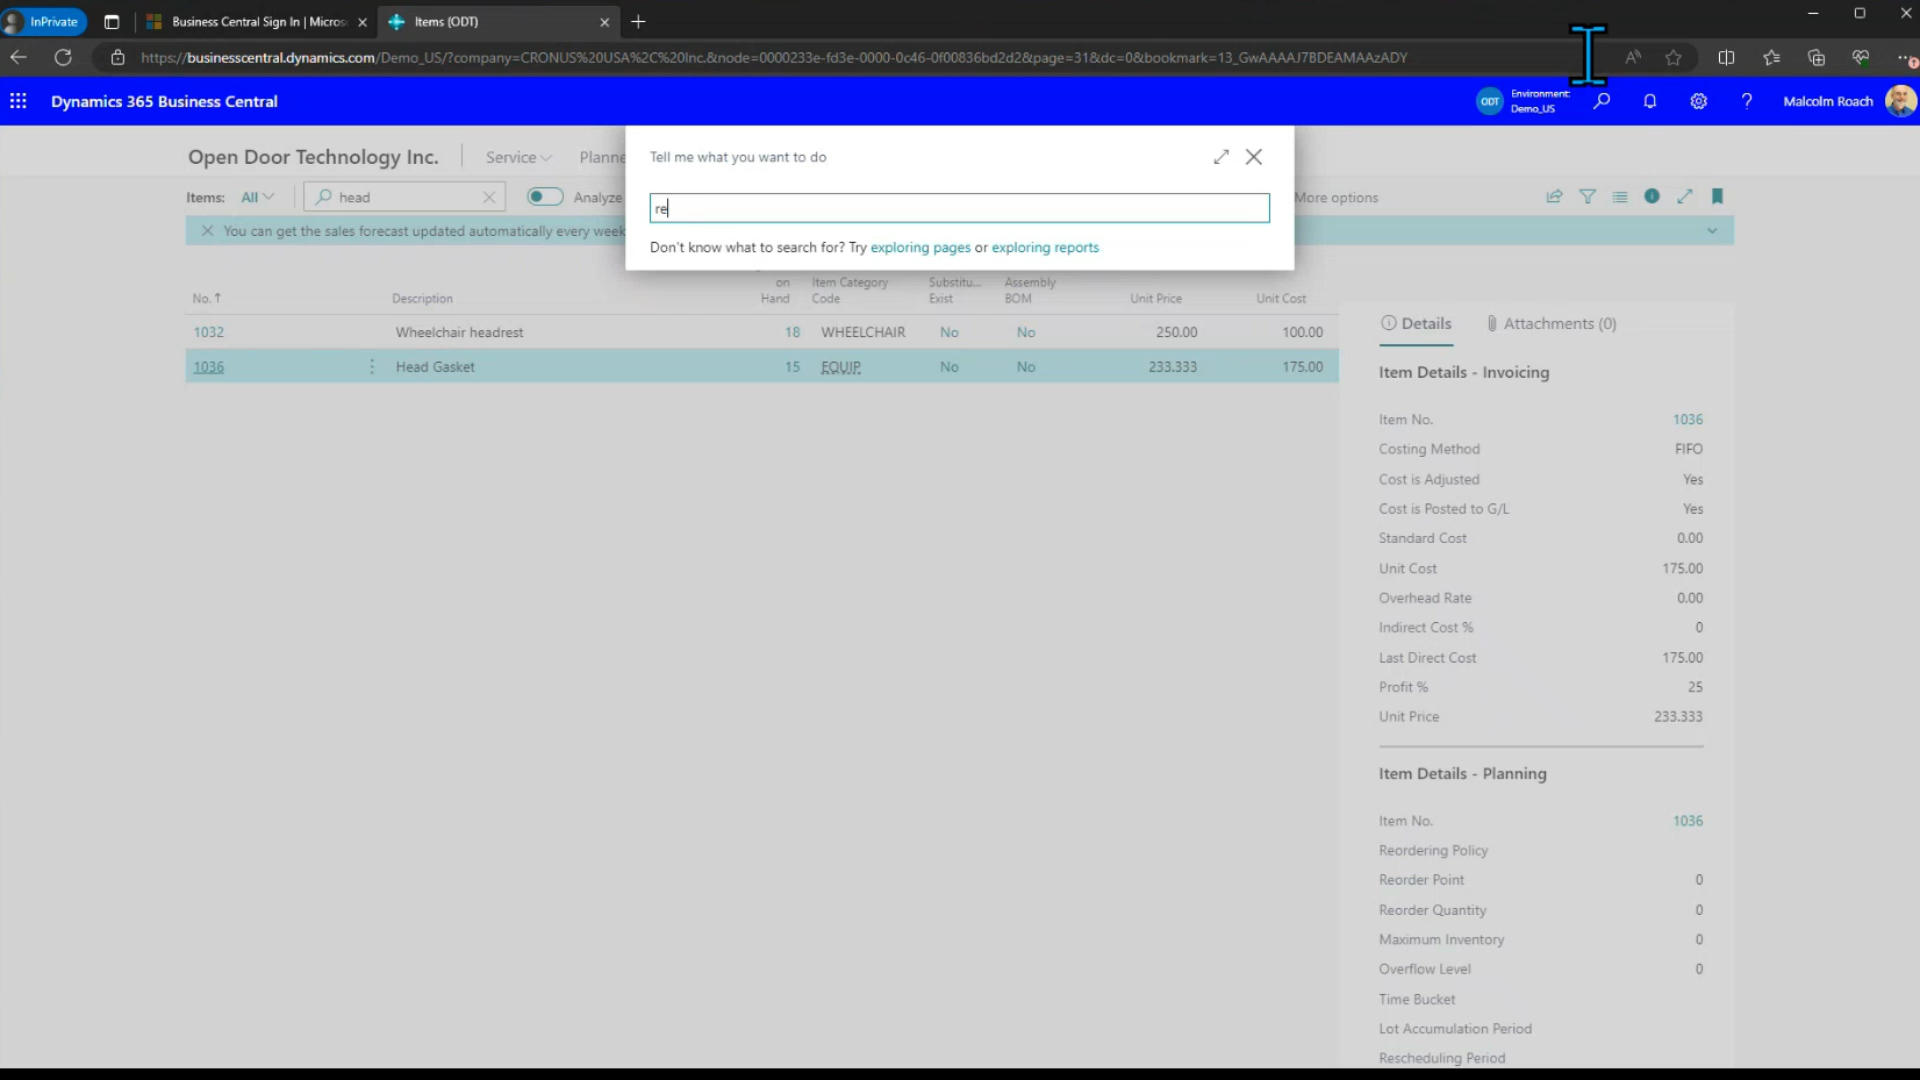 InPrivate
Business Central Sign In | Micros
Items (ODT)
https://businesscentral.dynamics.com/Demo_US/?company=CRONUS%20USA%2C%20Inc.&node=0000233e-fd3e-0000-0c46-0f00836bd2d2&page=31&dc=0&bookmark=13_GwAAAAJ7BDEAMAAzADY
Dynamics 365 Business Central
ODT
Environment:
Demo_US
?
Malcolm Roach
Open Door Technology Inc.
Service
Planne
Tell me what you want to do
re
Don't know what to search for? Try exploring pages or exploring reports
Items: All
head
Analyze
More options
You can get the sales forecast updated automatically every week
No. ↑
Description
on
Hand
Item Category
Code
Substitu...
Exist
Assembly
BOM
Unit Price
Unit Cost
1032 Wheelchair headrest 18 WHEELCHAIR No No 250.00 100.00
1036 Head Gasket 15 EQUIP No No 233.333 175.00
Details
Attachments (0)
Item Details - Invoicing
Item No. 1036
Costing Method FIFO
Cost is Adjusted Yes
Cost is Posted to G/L Yes
Standard Cost 0.00
Unit Cost 175.00
Overhead Rate 0.00
Indirect Cost % 0
Last Direct Cost 175.00
Profit % 25
Unit Price 233.333
Item Details - Planning
Item No. 1036
Reordering Policy
Reorder Point 0
Reorder Quantity 0
Maximum Inventory 0
Overflow Level 0
Time Bucket
Lot Accumulation Period
Rescheduling Period